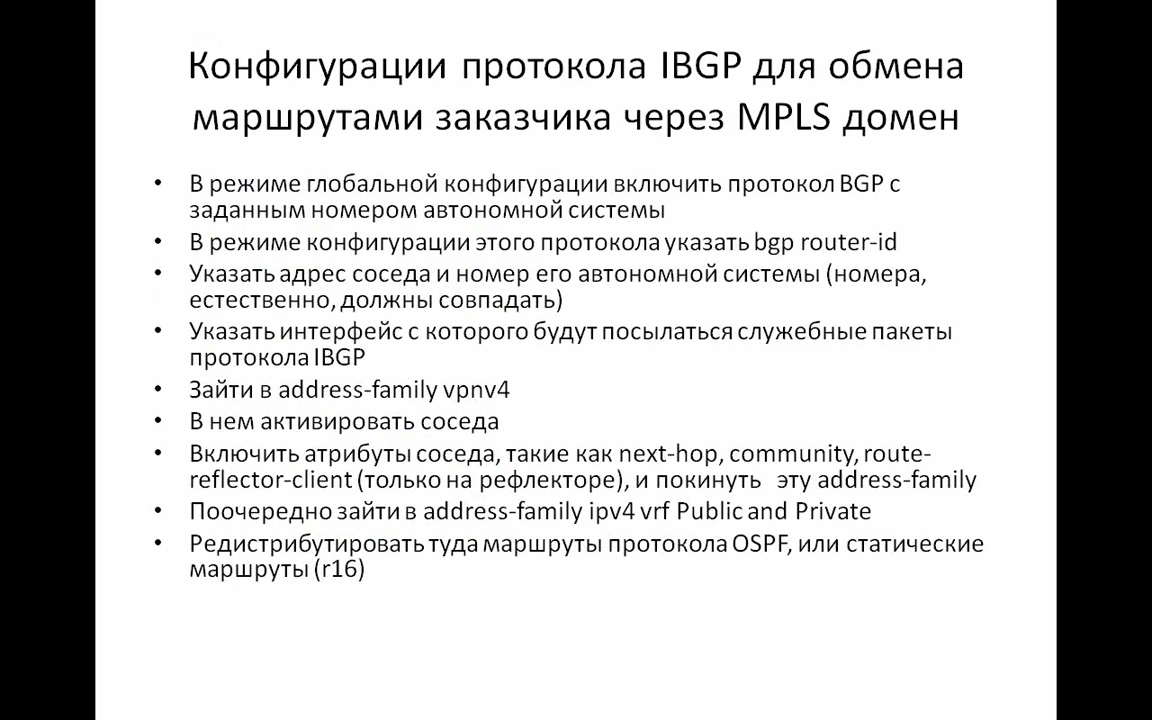 Конфигурации протокола IBGP для обмена
маршрутами заказчика через MPLS домен
• В режиме глобальной конфигурации включить протокол BGP с
заданным номером автономной системы
• В режиме конфигурации этого протокола указать bgp router-id
• Указать адрес соседа и номер его автономной системы (номера,
естественно, должны совпадать)
• Указать интерфейс с которого будут посылаться служебные пакеты
протокола IBGP
• Зайти в address-family vpnv4
• В нем активировать соседа
• Включить атрибуты соседа, такие как next-hop, community, route-
reflector-client (только на рефлекторе), и покинуть эту address-family
• Поочередно зайти в address-family ipv4 vrf Public and Private
• Редистрибутировать туда маршруты протокола OSPF, или статические
маршруты (r16)